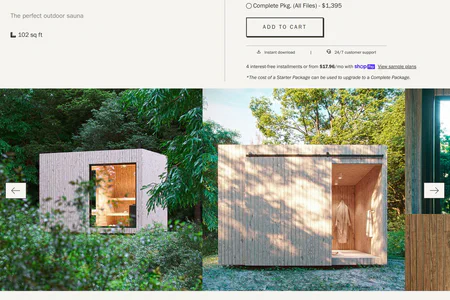 The perfect outdoor sauna
102 sq ft
Complete Pkg. (All Files) - $1,395
ADD TO CART
Instant download | 24/7 customer support
4 interest-free installments or from $17.96/mo with shop Pay View sample plans
*The cost of a Starter Package can be used to upgrade to a Complete Package.